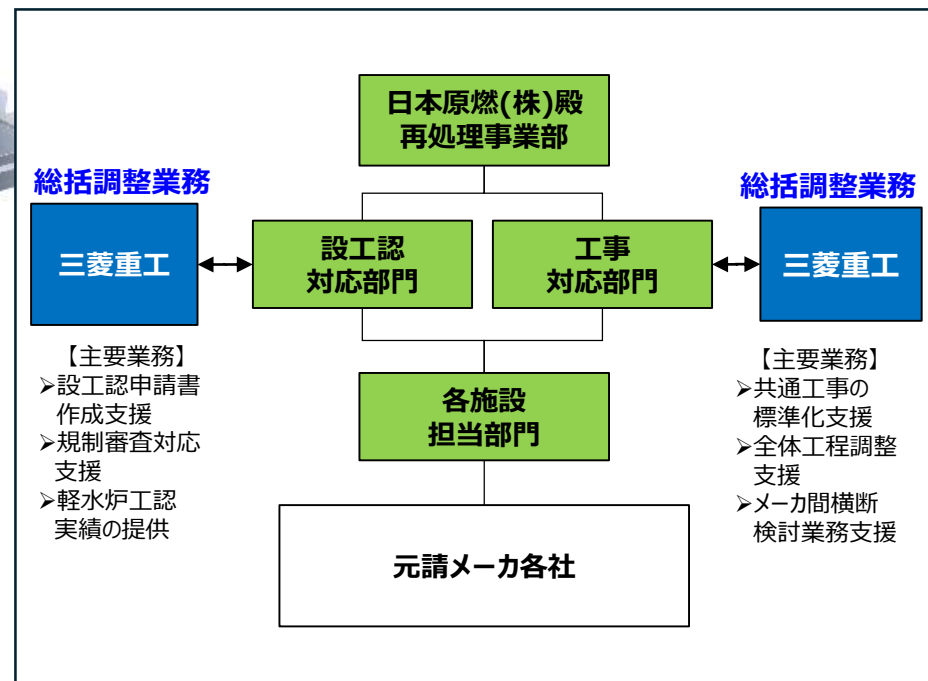 日本原燃(株)殿
再処理事業部
総括調整業務
三菱重工
設工認
対応部門
工事
対応部門
総括調整業務
三菱重工
【主要業務】
➢設工認申請書
作成支援
➢規制審査対応
支援
➢軽水炉工認
実績の提供
各施設
担当部門
【主要業務】
➢共通工事の
標準化支援
➢全体工程調整
支援
➢メーカ間横断
検討業務支援
元請メーカ各社